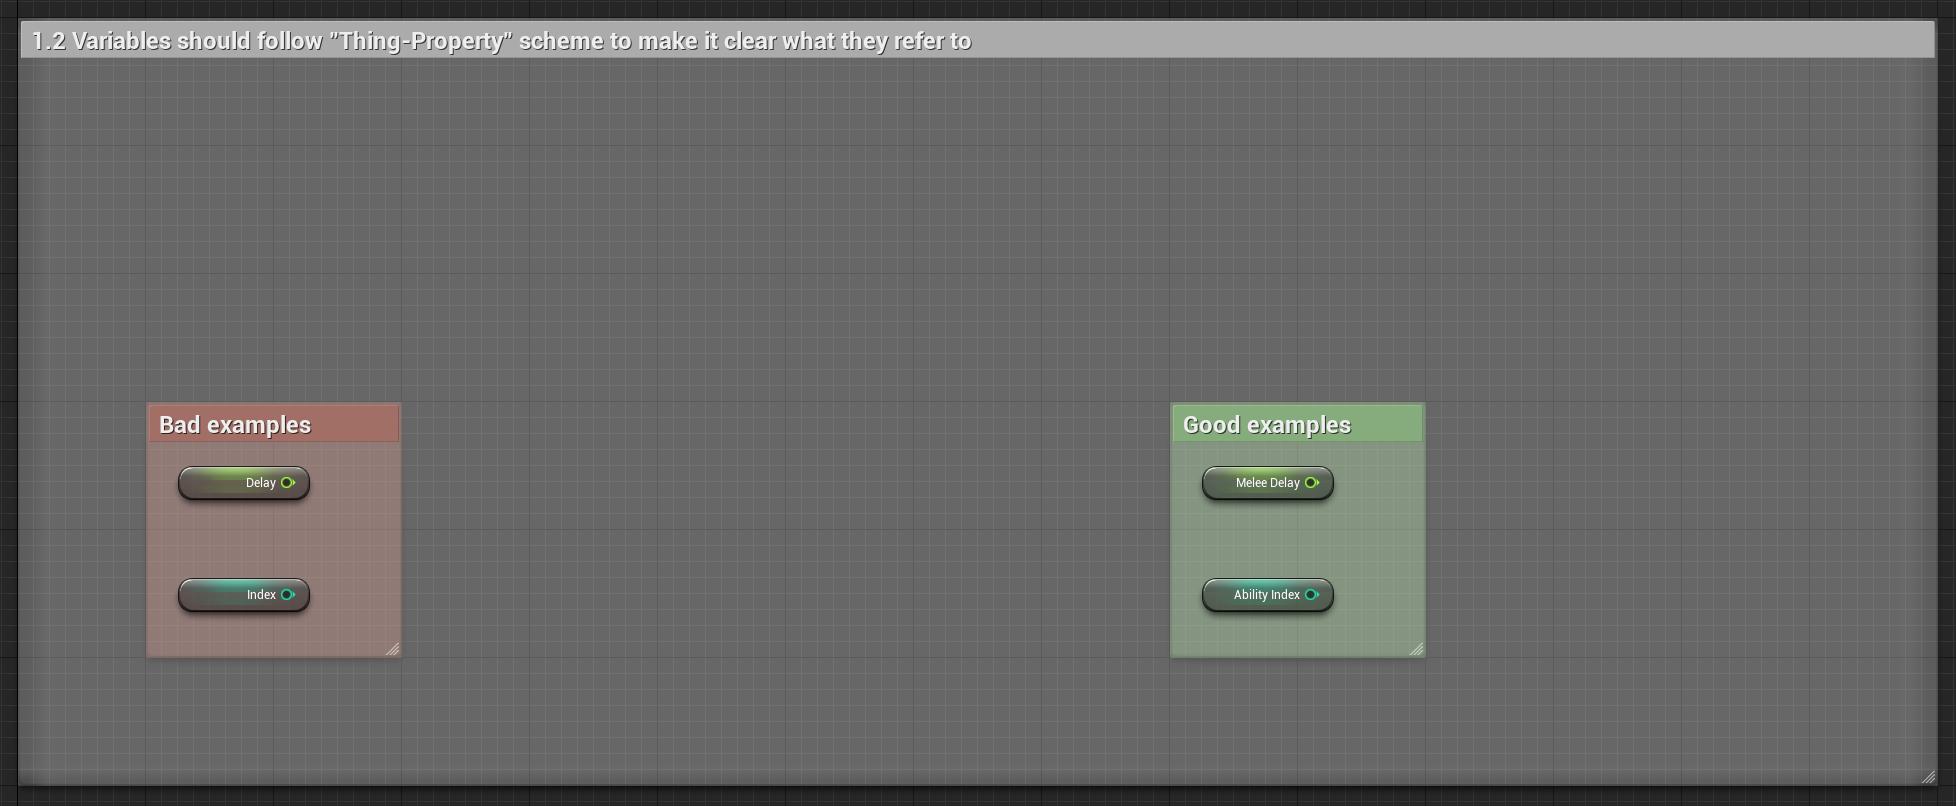 1.2 Variables should follow "Thing-Property" scheme to make it clear what they refer to
Bad examples
Delay
Index
Good examples
Melee Delay
Ability Index